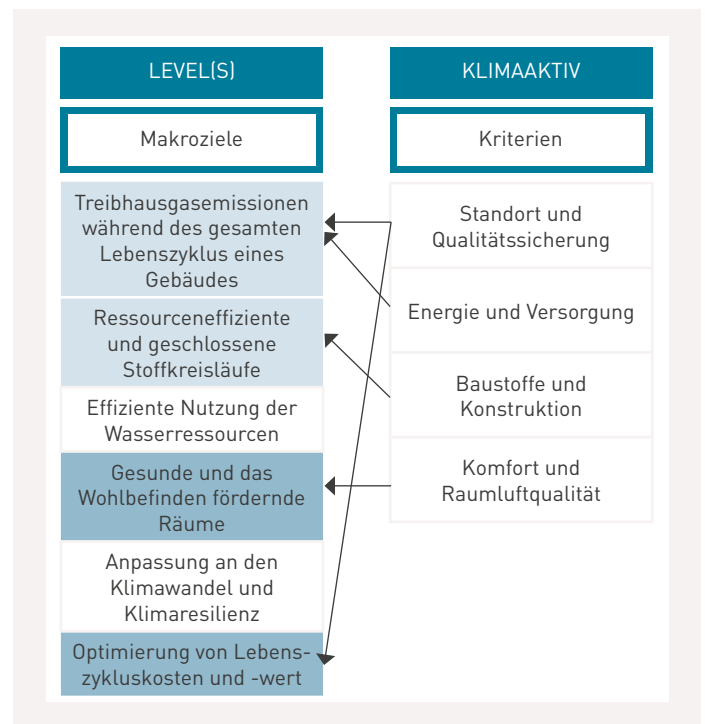 LEVEL(S)
Makroziele
Treibhausgasemissionen
während des gesamten
Lebenszyklus eines
Gebäudes
Ressourceneffiziente
und geschlossene
Stoffkreisläufe
Effiziente Nutzung der
Wasserressourcen
Gesunde und das
Wohlbefinden fördernde
Räume
Anpassung an den
Klimawandel und
Klimaresilienz
Optimierung von Lebens-
zykluskosten und -wert
KLIMAAKTIV
Kriterien
Standort und
Qualitätssicherung
Energie und Versorgung
Baustoffe und
Konstruktion
Komfort und
Raumluftqualität